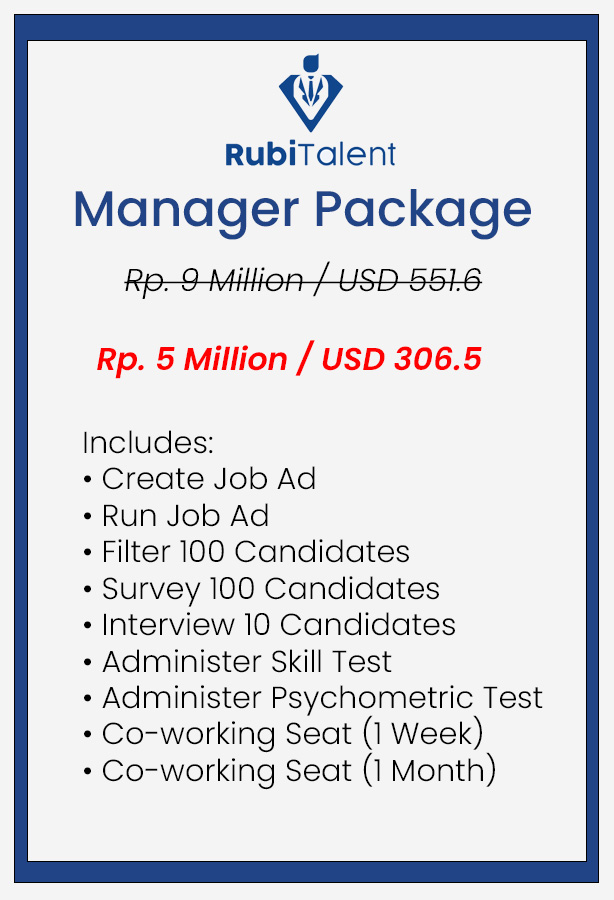 RubiTalent
Manager Package
Rp. 9 Million / USD 551.6
Rp. 5 Million / USD 306.5
Includes:
• Create Job Ad
• Run Job Ad
• Filter 100 Candidates
• Survey 100 Candidates
• Interview 10 Candidates
• Administer Skill Test
• Administer Psychometric Test
• Co-working Seat (1 Week)
• Co-working Seat (1 Month)